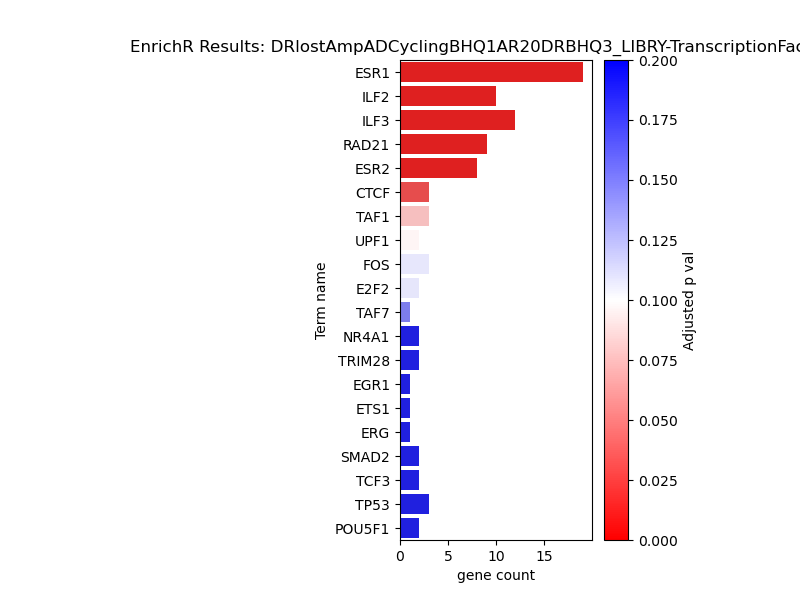 EnrichR Results: DRlostAmpADCyclingBHQ1AR20DRBHQ3_LIBRY-TranscriptionFac
ESR1
ILF2
ILF3
RAD21
ESR2
CTCF
TAF1
UPF1
FOS
E2F2
TAF7
NR4A1
TRIM28
EGR1
ETS1
ERG
SMAD2
TCF3
TP53
POU5F1
Term name
0 5 10 15
gene count
0.200
0.175
0.150
0.125
0.100
0.075
0.050
0.025
0.000
Adjusted p val